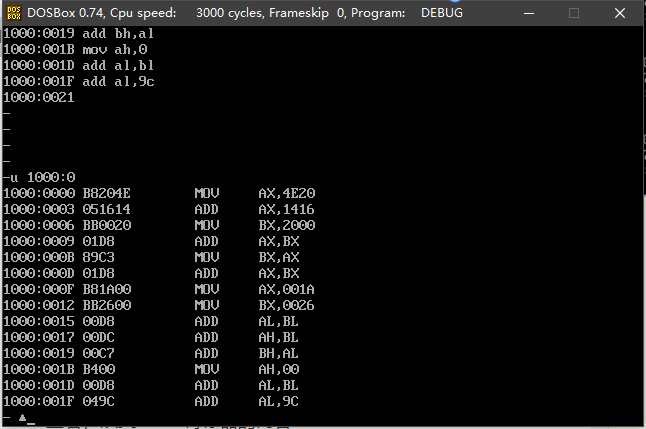 DOSBox 0.74, Cpu speed: 3000 cycles, Frameskip 0, Program: DEBUG
1000:0019 add bh,al
1000:001B mov ah,0
1000:001D add al,bl
1000:001F add al,9c
1000:0021
-
-
-
-
-u 1000:0
1000:0000 B8204E MOV AX,4E20
1000:0003 051614 ADD AX,1416
1000:0006 BB0020 MOV BX,2000
1000:0009 01D8 ADD AX,BX
1000:000B 89C3 MOV BX,AX
1000:000D 01D8 ADD AX,BX
1000:000F B81A00 MOV AX,001A
1000:0012 BB2600 MOV BX,0026
1000:0015 00D8 ADD AL,BL
1000:0017 00DC ADD AH,BL
1000:0019 00C7 ADD BH,AL
1000:001B B400 MOV AH,00
1000:001D 00D8 ADD AL,BL
1000:001F 049C ADD AL,9C
- ▲_